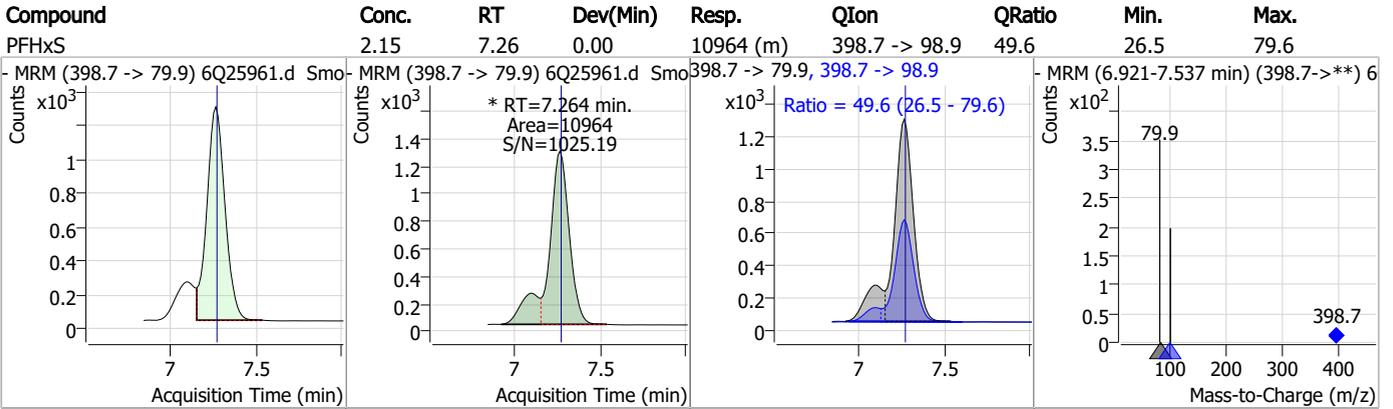 Compound Conc. RT Dev(Min) Resp. QIon QRatio Min. Max.
PFHxS 2.15 7.26 0.00 10964 (m) 398.7 -> 98.9 49.6 26.5 79.6
- MRM (398.7 -> 79.9) 6Q25961.d Smo
Counts
x10³
1
0.8
0.6
0.4
0.2
0
7 7.5
Acquisition Time (min)
- MRM (398.7 -> 79.9) 6Q25961.d Smo
Counts
x10³
* RT=7.264 min.
Area=10964
S/N=1025.19
1.4
1.2
1
0.8
0.6
0.4
0.2
0
7 7.5
Acquisition Time (min)
398.7 -> 79.9, 398.7 -> 98.9
Counts
x10³
Ratio = 49.6 (26.5 - 79.6)
1.2
1
0.8
0.6
0.4
0.2
0
7 7.5
Acquisition Time (min)
- MRM (6.921-7.537 min) (398.7->**) 6
Counts
x10²
79.9
3.5
3
2.5
2
1.5
1
0.5
0
398.7
100 200 300 400
Mass-to-Charge (m/z)